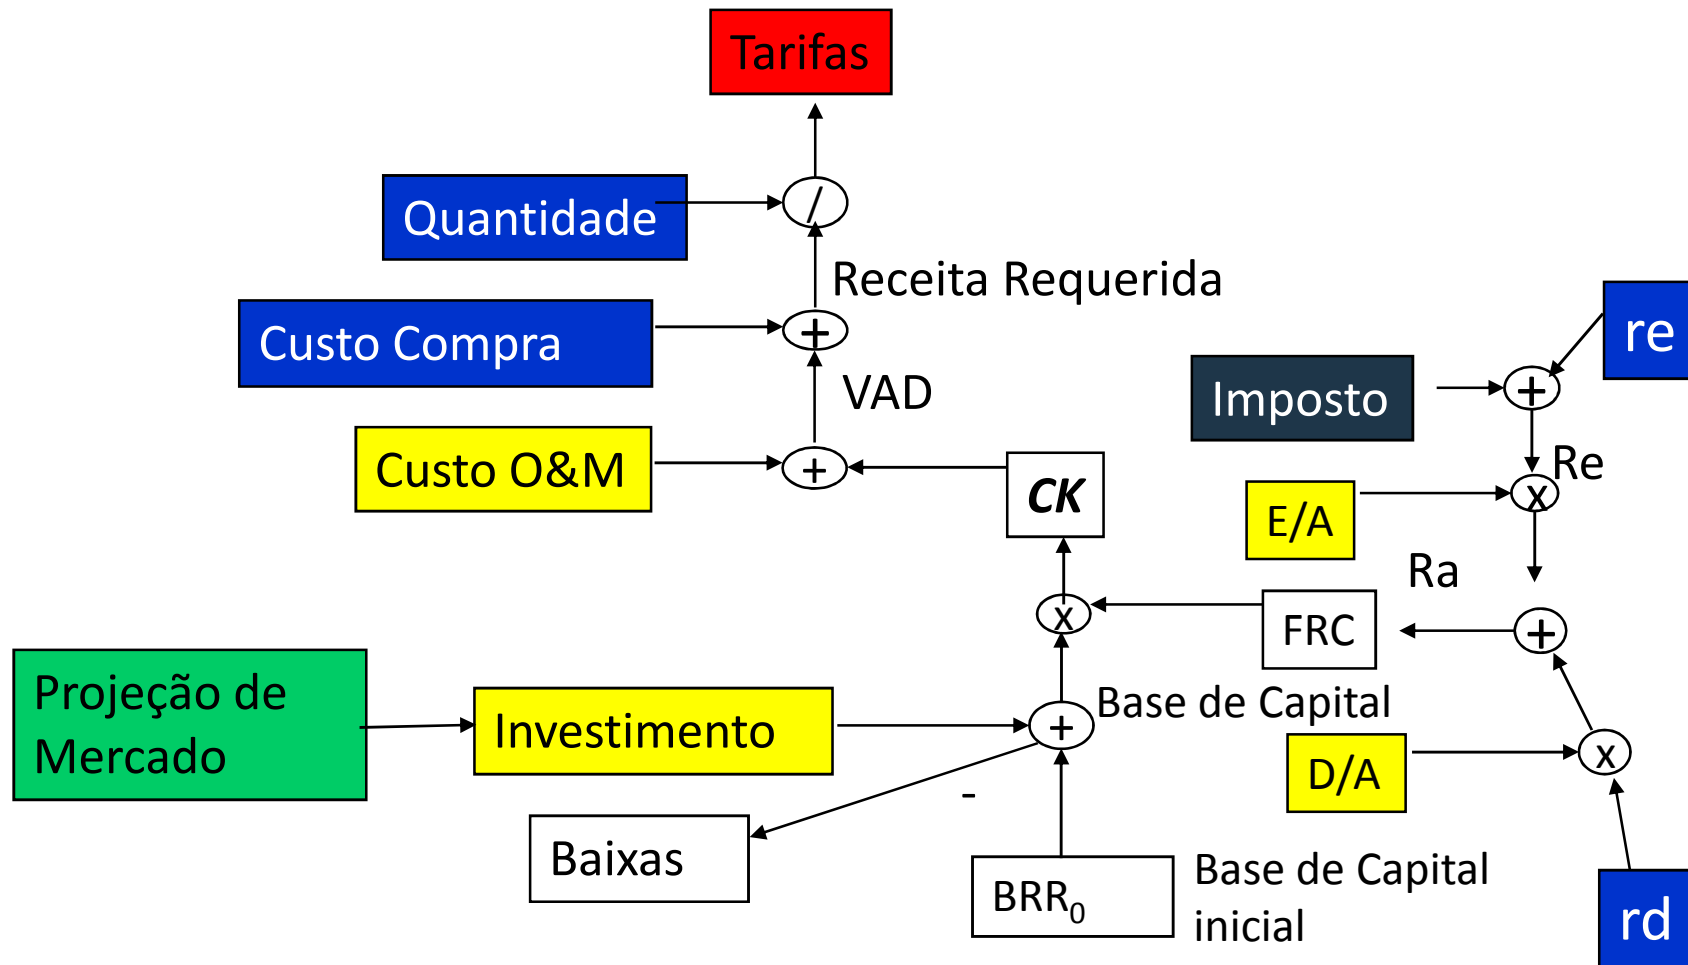 Tarifas
Quantidade
/
Receita Requerida
Custo Compra
+
re
Imposto
+
VAD
Custo O&M
+
CK
Re
E/A
x
Ra
x
FRC
+
Projeção de
Mercado
Investimento
+
Base de Capital
D/A
x
-
Baixas
BRR₀
Base de Capital
inicial
rd